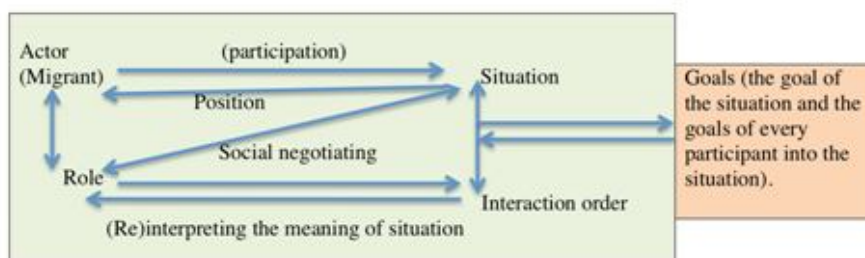 Actor
(Migrant)
(participation)
Situation
Position
Social negotiating
Role
Interaction order
(Re)interpreting the meaning of situation
Goals (the goal of
the situation and the
goals of every
participant into the
situation).